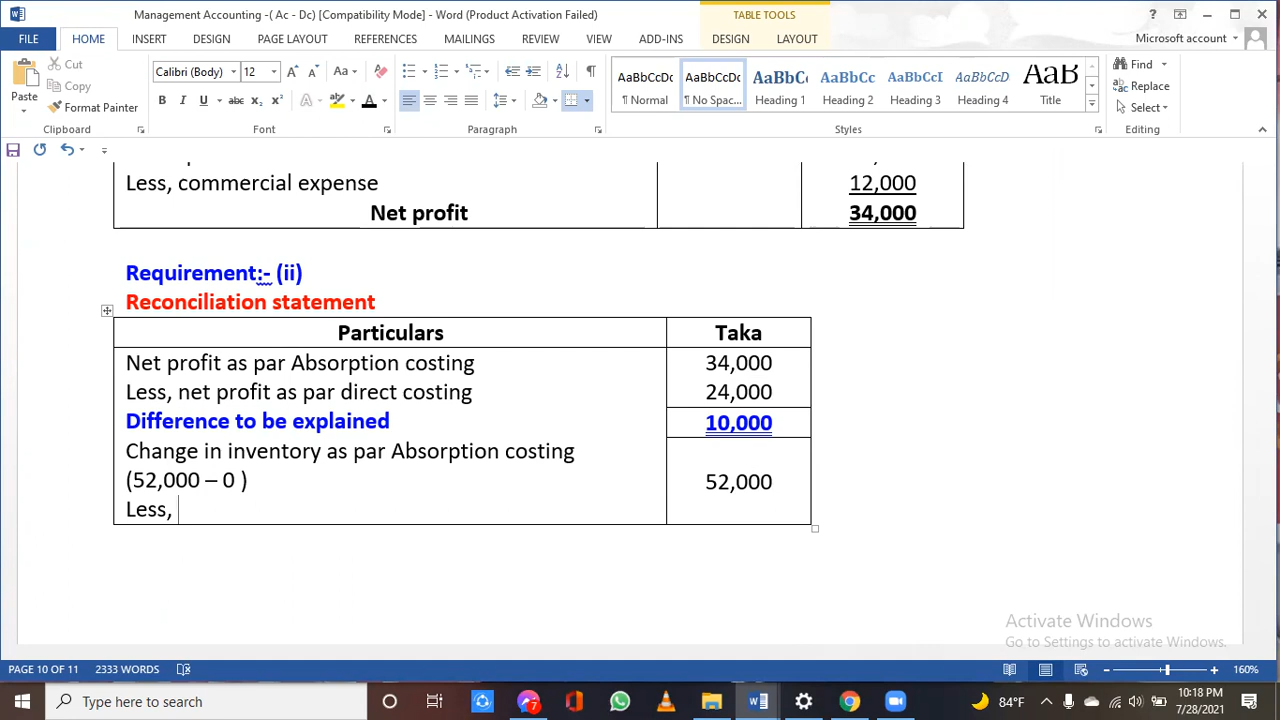 Management Accounting -( Ac - Dc) [Compatibility Mode] - Word (Product Activation Failed)
TABLE TOOLS
?
FILE HOME INSERT DESIGN PAGE LAYOUT REFERENCES MAILINGS REVIEW VIEW ADD-INS DESIGN LAYOUT
Microsoft account
Paste
Cut
Copy
Format Painter
Clipboard
Calibri (Body) 12
Font
Paragraph
AaBbCcDc AaBbCcDc AaBbCc AaBbCcD AaBbCcI AaBbCcD AaB
¶ Normal ¶ No Spac... Heading Heading 2 Heading 3 Heading 4 Title
Styles
Find
Replace
Select
Editing
Less, commercial expense 12,000
Net profit 34,000
Requirement:- (ii)
Reconciliation statement
Particulars Taka
Net profit as par Absorption costing 34,000
Less, net profit as par direct costing 24,000
Difference to be explained 10,000
Change in inventory as par Absorption costing
(52,000 – 0 ) 52,000
Less,
Activate Windows
Go to Settings to activate Windows.
PAGE 10 OF 11 2333 WORDS 160%
Type here to search
7
84°F
10:18 PM
7/28/2021